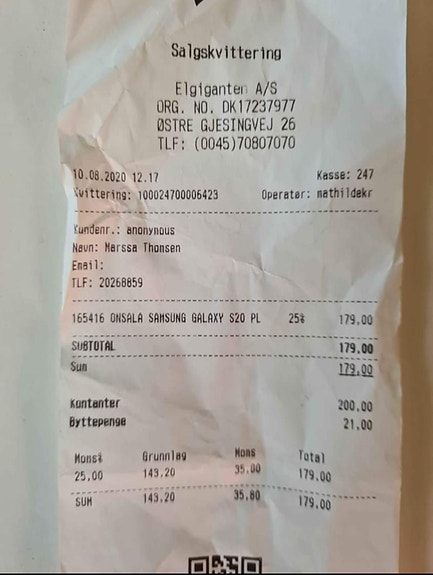 Salgskvittering
Elgiganten A/S
ORG. NO. DK17237977
ØSTRE GJESINGVEJ 26
TLF: (0045)70807070
10.08.2020 12.17 Kasse: 247
Kvittering: 100024700006423 Operatør: mathildekr
Kundenr.: anonymous
Navn: Marssa Thomsen
Email:
TLF: 20268859
165416 ONSALA SAMSUNG GALAXY S20 PL 25% 179,00
SUBTOTAL 179.00
Sum 179,00
Kontanter 200.00
Byttepenge 21.00
Moms% Grunnlag Moms Total
25,00 143.20 35.80 179.00
SUM 143.20 35.80 179.00